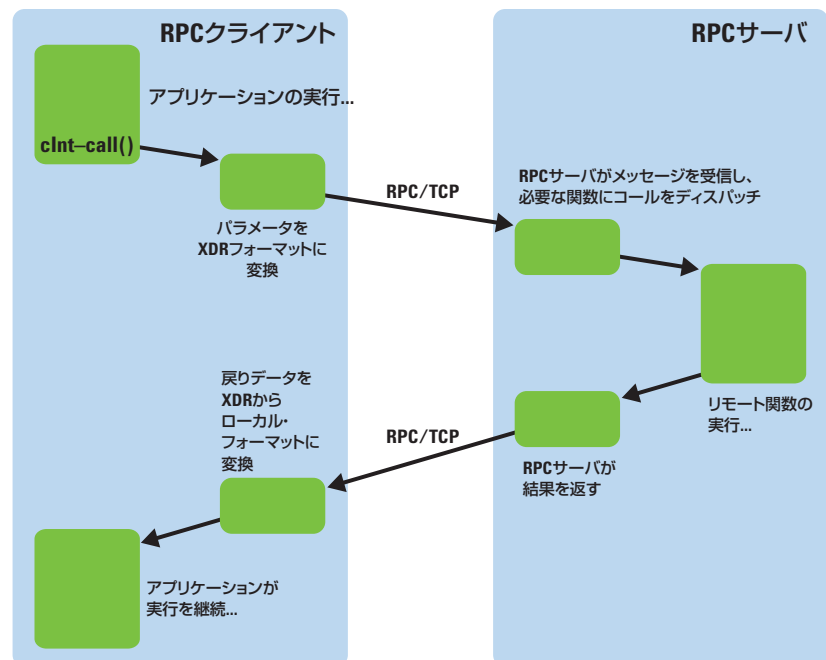 RPCクライアント
RPCサーバ
アプリケーションの実行...
clnt–call()
RPC/TCP
RPCサーバがメッセージを受信し、
必要な関数にコールをディスパッチ
パラメータを
XDRフォーマットに
変換
戻りデータを
XDRから
ローカル・
フォーマットに
変換
RPC/TCP
リモート関数の
実行...
RPCサーバが
結果を返す
アプリケーションが
実行を継続...